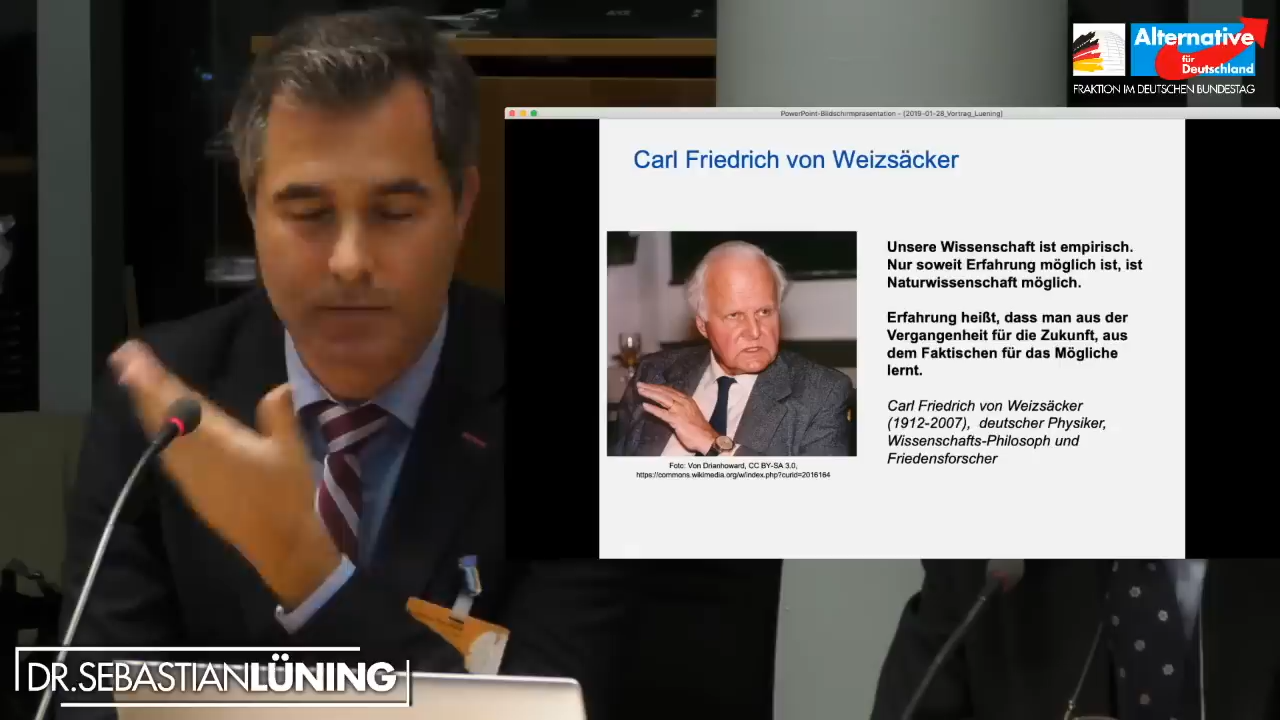 Alternative
für
Deutschland
FRAKTION IM DEUTSCHEN BUNDESTAG
PowerPoint-Bildschirmpräsentation - [2019-01-28_Vortrag_Luening]
Carl Friedrich von Weizsäcker
Unsere Wissenschaft ist empirisch.
Nur soweit Erfahrung möglich ist, ist
Naturwissenschaft möglich.
Erfahrung heißt, dass man aus der
Vergangenheit für die Zukunft, aus
dem Faktischen für das Mögliche
lernt.
Carl Friedrich von Weizsäcker
(1912-2007), deutscher Physiker,
Wissenschafts-Philosoph und
Friedensforscher
Foto: Von Drianhoward, CC BY-SA 3.0,
https://commons.wikimedia.org/w/index.php?curid=2016164
DR.SEBASTIANLÜNING